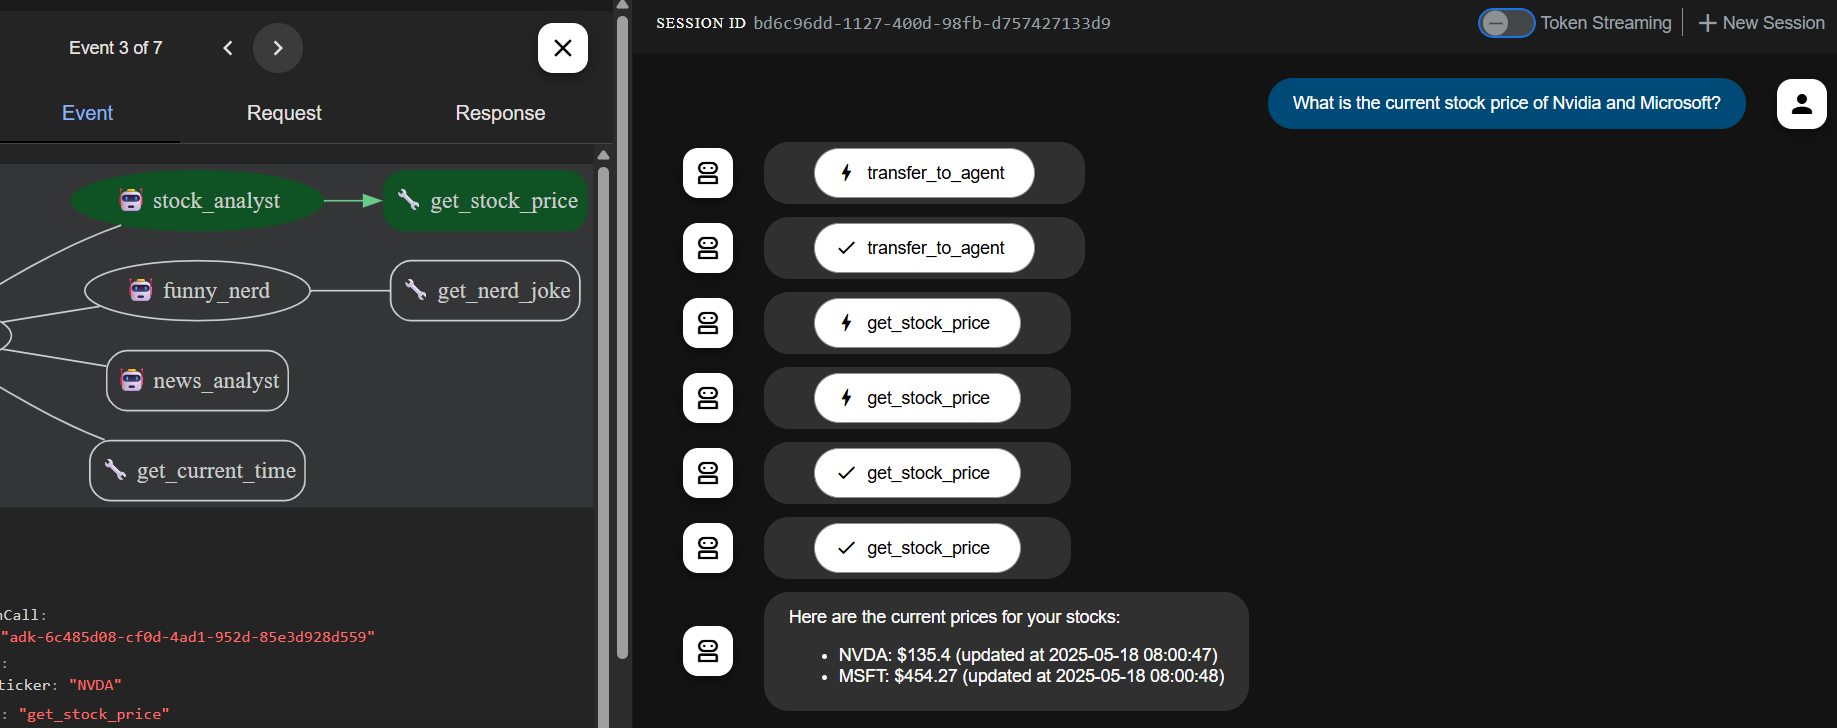 Event 3 of 7
Event Request Response
stock_analyst get_stock_price
funny_nerd get_nerd_joke
news_analyst
get_current_time
Call:
"adk-6c485d08-cf0d-4ad1-952d-85e3d928d559"
:
ticker: "NVDA"
: "get_stock_price"
SESSION ID bd6c96dd-1127-400d-98fb-d757427133d9
Token Streaming
New Session
What is the current stock price of Nvidia and Microsoft?
transfer_to_agent
transfer_to_agent
get_stock_price
get_stock_price
get_stock_price
get_stock_price
Here are the current prices for your stocks:
• NVDA: $135.4 (updated at 2025-05-18 08:00:47)
• MSFT: $454.27 (updated at 2025-05-18 08:00:48)